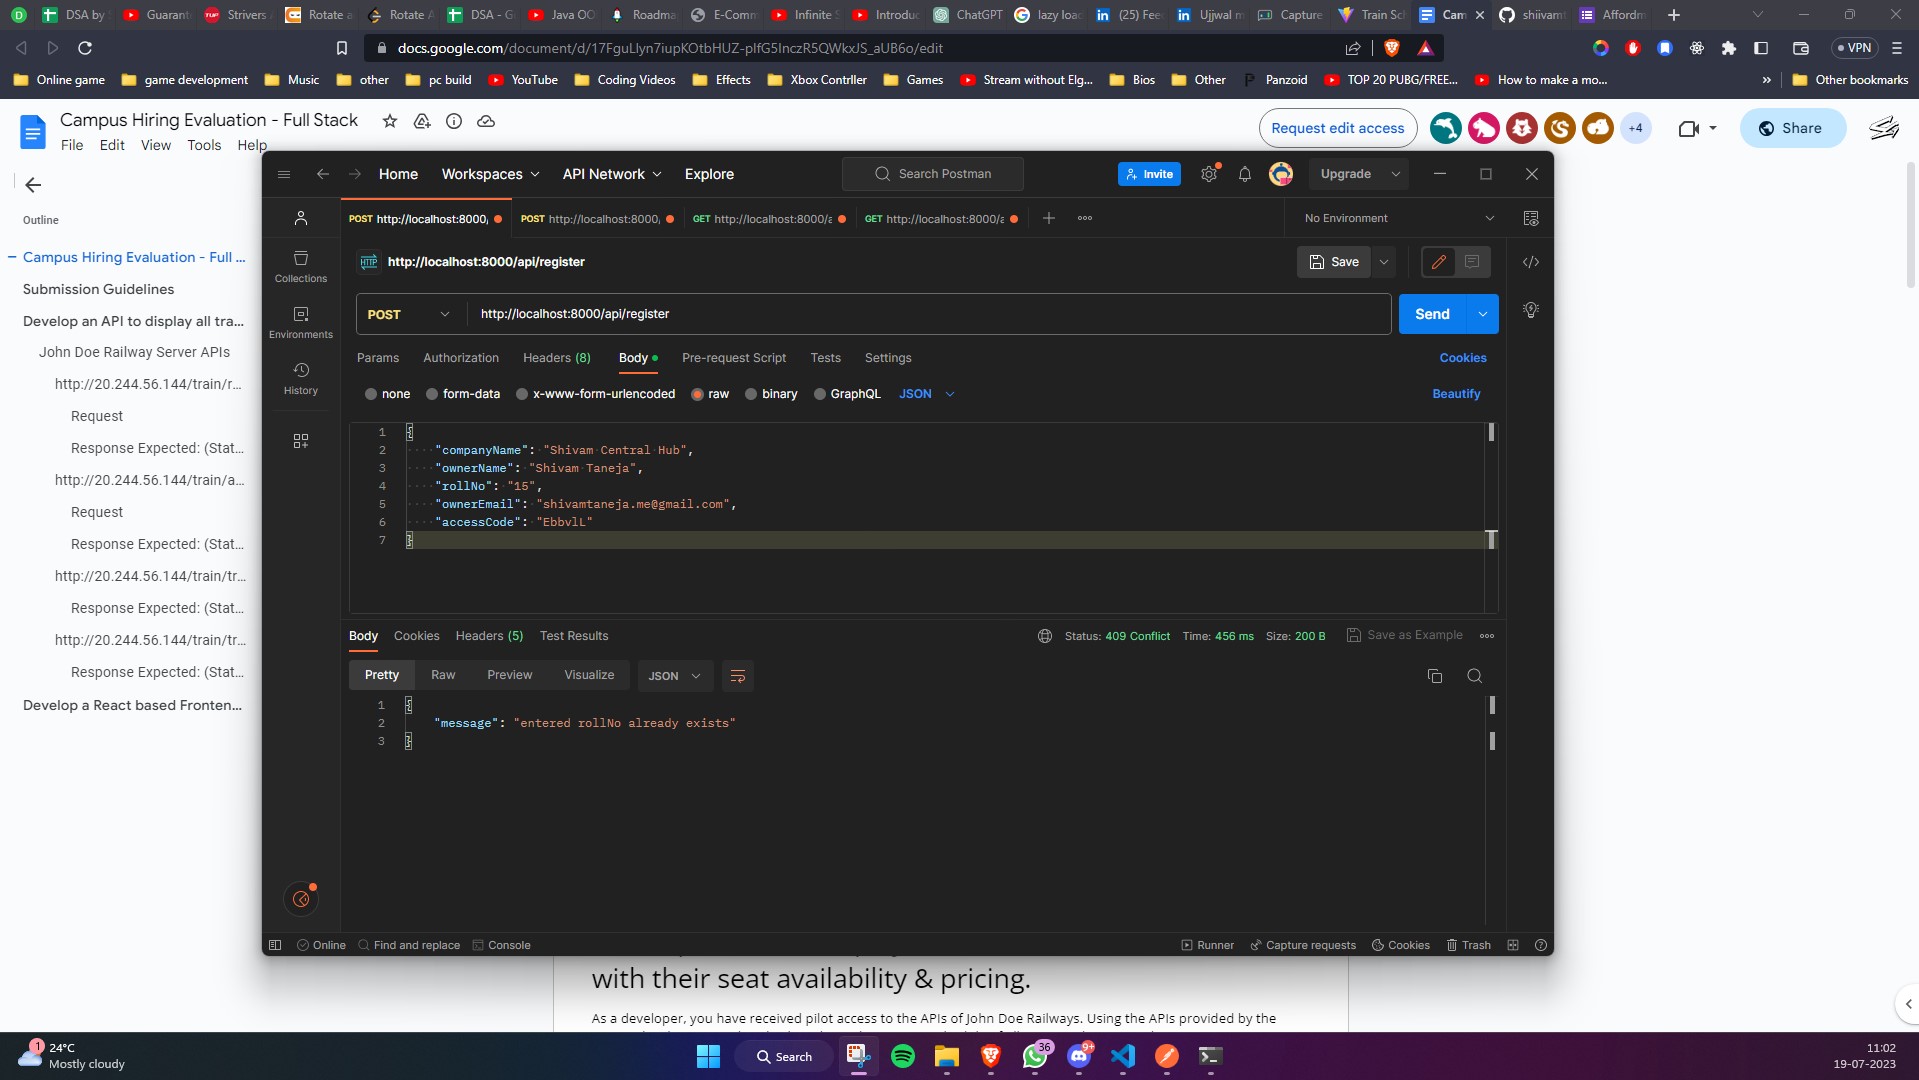 DSA by
Guarant
Strivers
Rotate a
Rotate A
DSA - G
Java OO
Roadma
E-Comm
Infinite S
Introduc
ChatGPT
lazy loa
(25) Fee
Ujjwal m
Capture
Train Sch
Cam
shiivamt
Affordm
docs.google.com/document/d/17FguLlyn7iupKOtbHUZ-pIfG5InczR5QWkxJS_aUB6o/edit
VPN
Online game
game development
Music
other
pc build
YouTube
Coding Videos
Effects
Xbox Contrller
Games
Stream without Elg...
Bios
Other
Panzoid
TOP 20 PUBG/FREE...
How to make a mo...
Other bookmarks
Campus Hiring Evaluation - Full Stack
File Edit View Tools Help
Request edit access
+4
Share
Outline
Campus Hiring Evaluation - Full ...
Submission Guidelines
Develop an API to display all tra...
John Doe Railway Server APIs
http://20.244.56.144/train/r...
Request
Response Expected: (Stat...
http://20.244.56.144/train/a...
Request
Response Expected: (Stat...
http://20.244.56.144/train/tr...
Response Expected: (Stat...
http://20.244.56.144/train/tr...
Response Expected: (Stat...
Develop a React based Fronten...
Home Workspaces API Network Explore
Search Postman
Invite
Upgrade
POST http://localhost:8000,
POST http://localhost:8000,
GET http://localhost:8000/a
GET http://localhost:8000/a
No Environment
Collections
Environments
History
HTTP http://localhost:8000/api/register
Save
POST http://localhost:8000/api/register
Send
Params Authorization Headers (8) Body Pre-request Script Tests Settings
Cookies
none form-data x-www-form-urlencoded raw binary GraphQL JSON
Beautify
1 {
2 "companyName": "Shivam Central Hub",
3 "ownerName": "Shivam Taneja",
4 "rollNo": "15",
5 "ownerEmail": "shivamtaneja.me@gmail.com",
6 "accessCode": "EbbvlL"
7 }
Body Cookies Headers (5) Test Results
Status: 409 Conflict Time: 456 ms Size: 200 B Save as Example
Pretty Raw Preview Visualize JSON
1 {
2 "message": "entered rollNo already exists"
3 }
Online Find and replace Console
Runner Capture requests Cookies Trash
with their seat availability & pricing.
As a developer, you have received pilot access to the APIs of John Doe Railways. Using the APIs provided by the
1
24°C
Mostly cloudy
Search
36
9+
11:02
19-07-2023